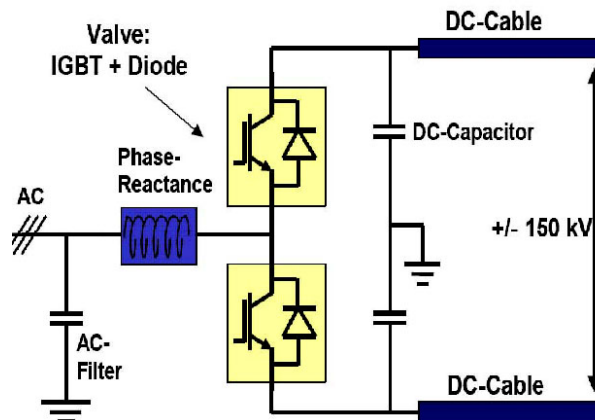 DC-Cable
Valve:
IGBT + Diode
DC-Capacitor
Phase-
Reactance
AC
+/- 150 kV
AC-
Filter
DC-Cable